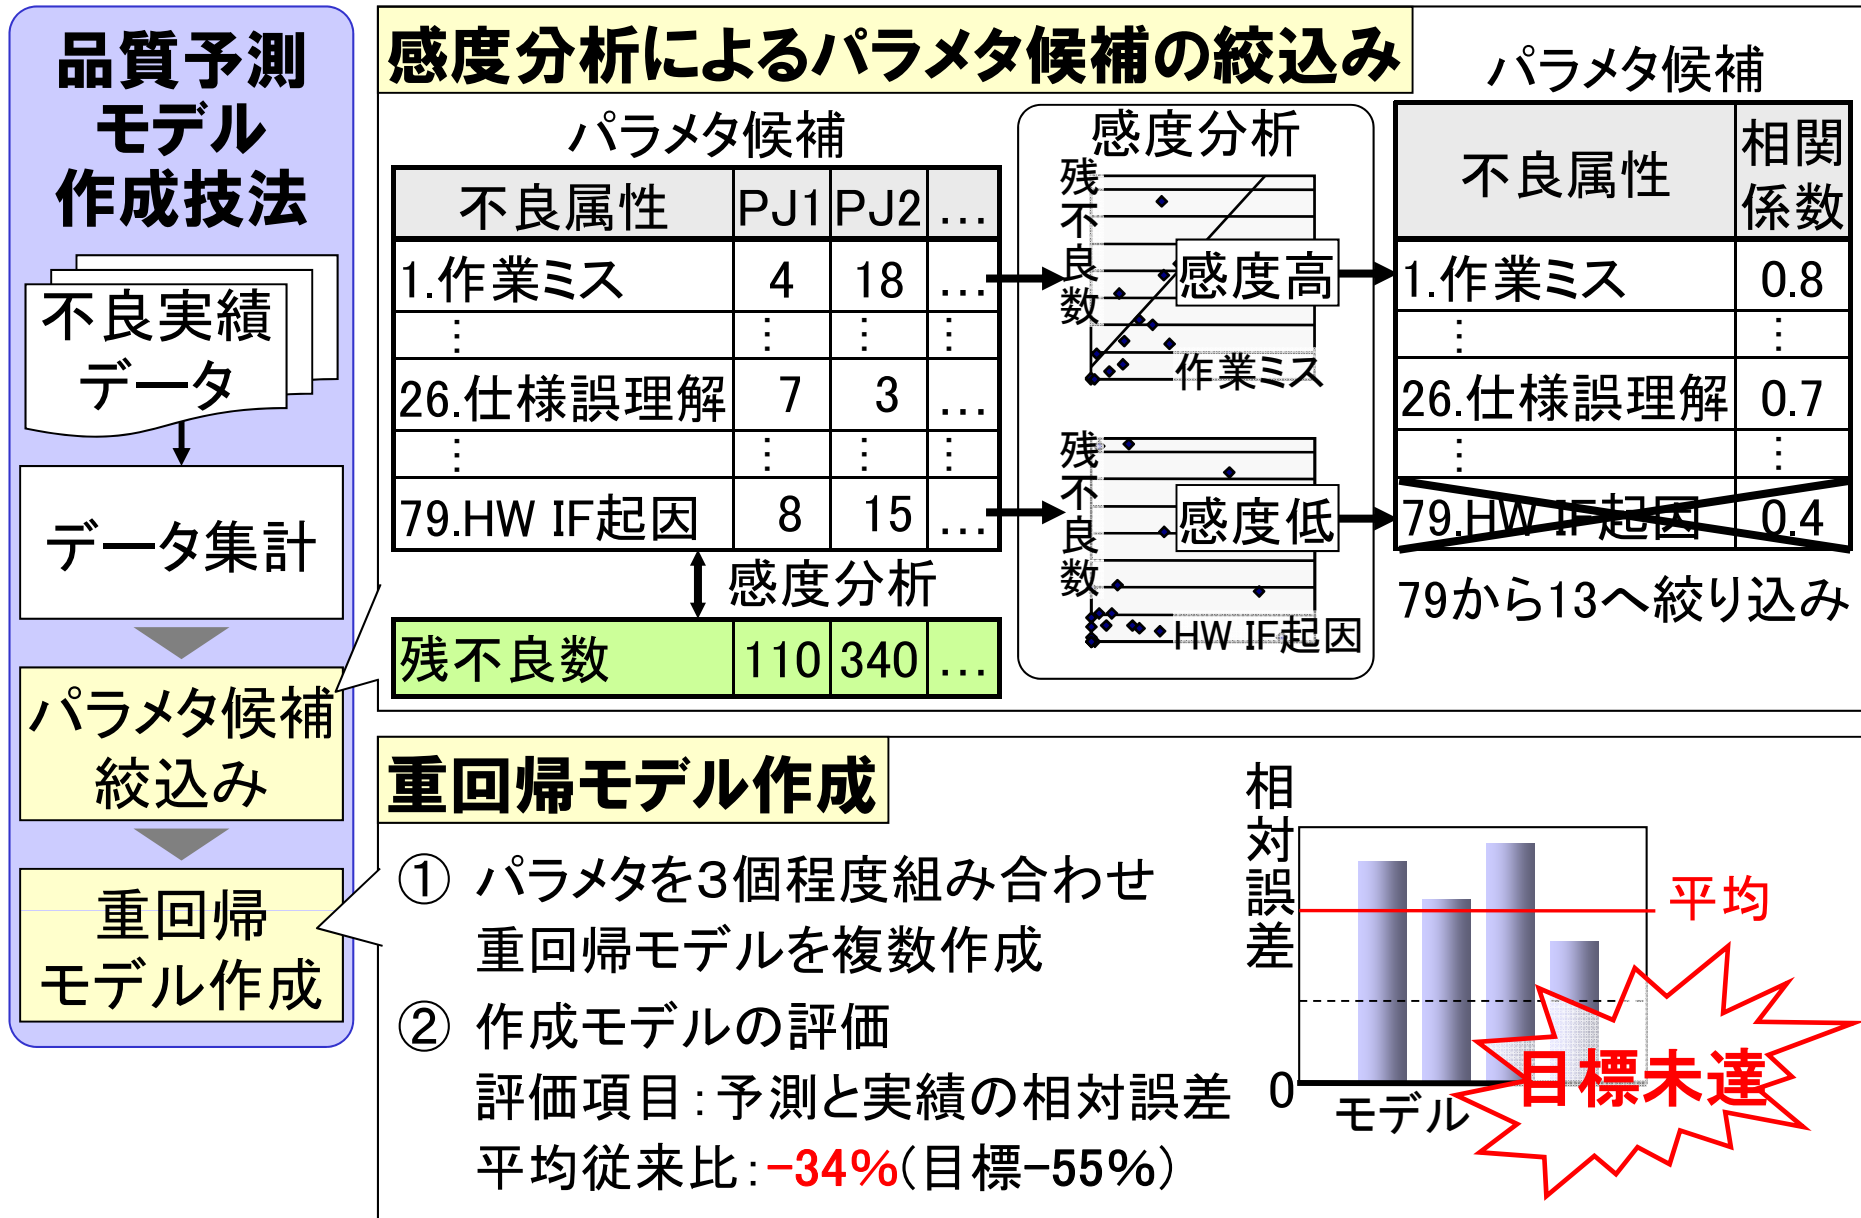 品質予測
モデル
作成技法
不良実績
データ
データ集計
パラメタ候補
絞込み
重回帰
モデル作成
感度分析によるパラメタ候補の絞込み
パラメタ候補
不良属性 PJ1 PJ2 ...
1.作業ミス 4 18 ...
⋮ ⋮ ⋮ ⋮
26.仕様誤理解 7 3 ...
⋮ ⋮ ⋮ ⋮
79.HW IF起因 8 15 ...
感度分析
残不良数 110 340 ...
感度分析
残不良数
感度高
作業ミス
残不良数
感度低
HW IF起因
パラメタ候補
不良属性 相関係数
1.作業ミス 0.8
⋮ ⋮
26.仕様誤理解 0.7
⋮ ⋮
79.HW IF起因 0.4
79から13へ絞り込み
重回帰モデル作成
① パラメタを3個程度組み合わせ
重回帰モデルを複数作成
② 作成モデルの評価
評価項目:予測と実績の相対誤差
平均従来比:-34%(目標-55%)
相対誤差
平均
0
モデル
目標未達